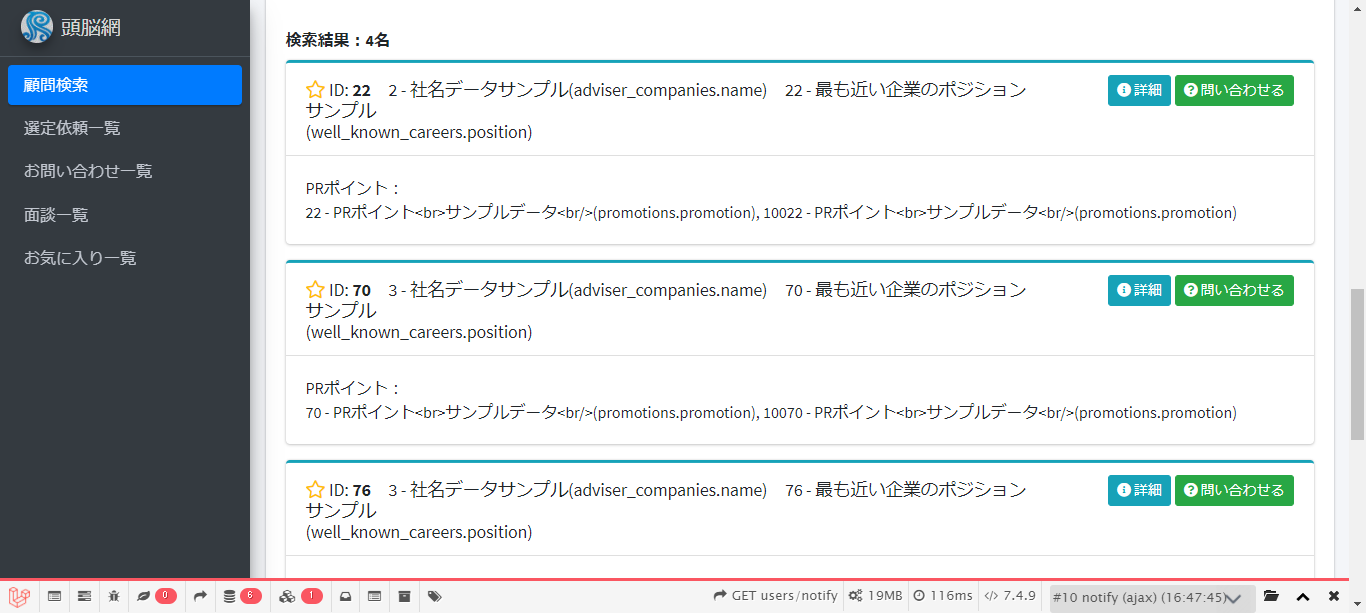 頭脳網
顧問検索
選定依頼一覧
お問い合わせ一覧
面談一覧
お気に入り一覧
検索結果：4名
ID: 22 2 - 社名データサンプル(adviser_companies.name) 22 - 最も近い企業のポジション
サンプル
(well_known_careers.position)
詳細 問い合わせる
PRポイント：
22 - PRポイント<br>サンプルデータ<br/>(promotions.promotion), 10022 - PRポイント<br>サンプルデータ<br/>(promotions.promotion)
ID: 70 3 - 社名データサンプル(adviser_companies.name) 70 - 最も近い企業のポジション
サンプル
(well_known_careers.position)
詳細 問い合わせる
PRポイント：
70 - PRポイント<br>サンプルデータ<br/>(promotions.promotion), 10070 - PRポイント<br>サンプルデータ<br/>(promotions.promotion)
ID: 76 3 - 社名データサンプル(adviser_companies.name) 76 - 最も近い企業のポジション
サンプル
(well_known_careers.position)
詳細 問い合わせる
0 6 1 GET users/notify 19MB 116ms 7.4.9 #10 notify (ajax) (16:47:45)